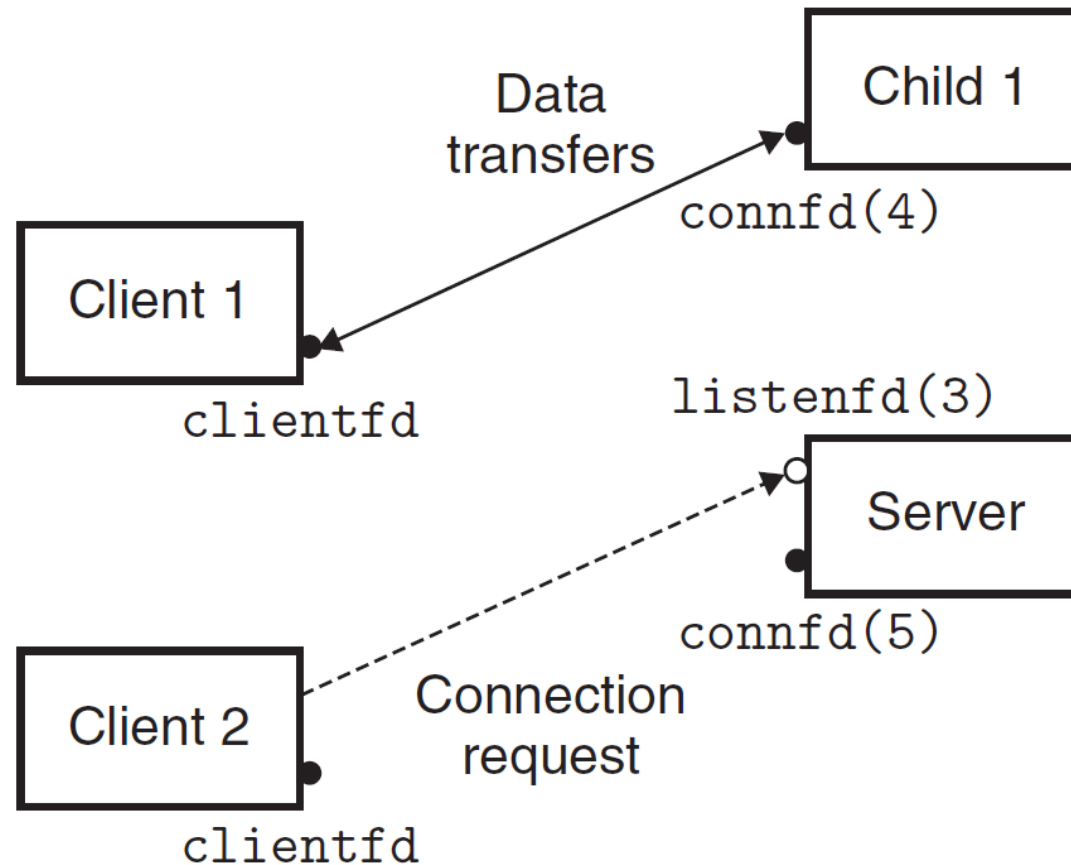 Child 1
Data
transfers
connfd(4)
Client 1
clientfd
listenfd(3)
Server
connfd(5)
Connection
request
Client 2
clientfd